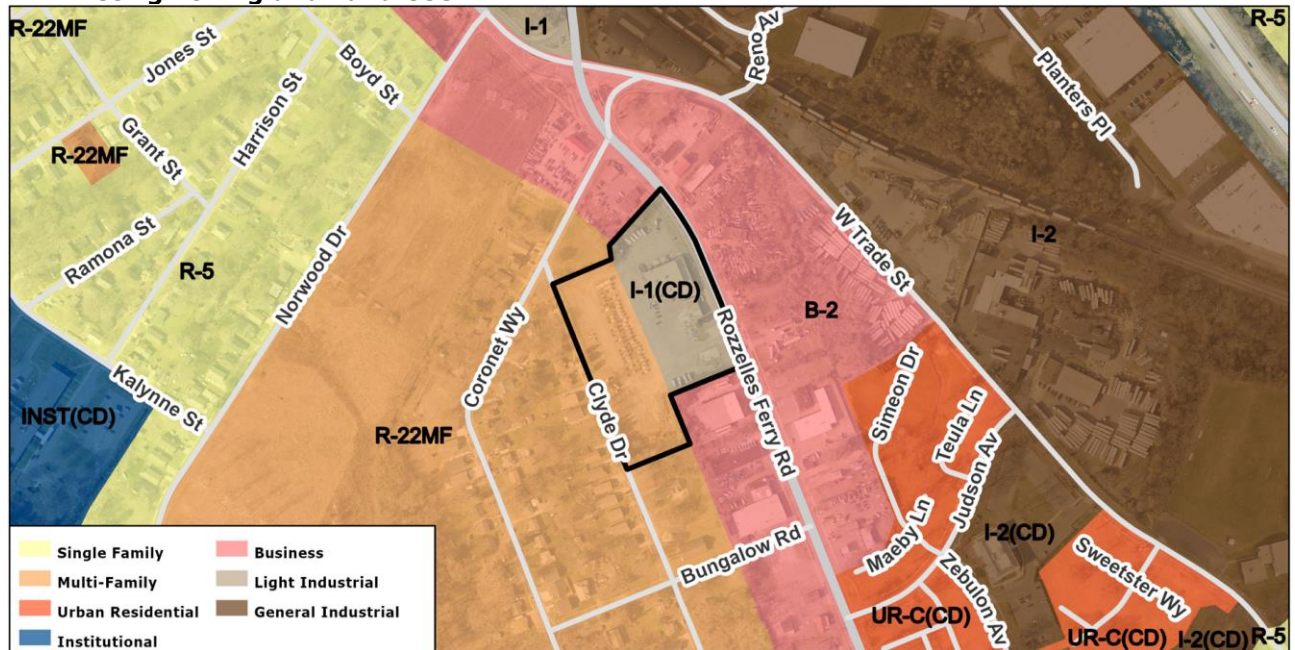 R-22MF
I-1
R-5
Jones St
Boyd St
Reno Av
Planters Pl
Harrison St
Grant St
R-22MF
Ramona St
R-5
Norwood Dr
W Trade St
I-2
I-1(CD)
B-2
Coronet Wy
Rozzelles Ferry Rd
Kalynne St
INST(CD)
R-22MF
Clyde Dr
Simeon Dr
Teula Ln
Judson Av
I-2(CD)
Maeby Ln
Bungalow Rd
Zebulon Av
Sweetster Wy
UR-C(CD)
UR-C(CD)
I-2(CD)
R-5
Single Family
Multi-Family
Urban Residential
Institutional
Business
Light Industrial
General Industrial